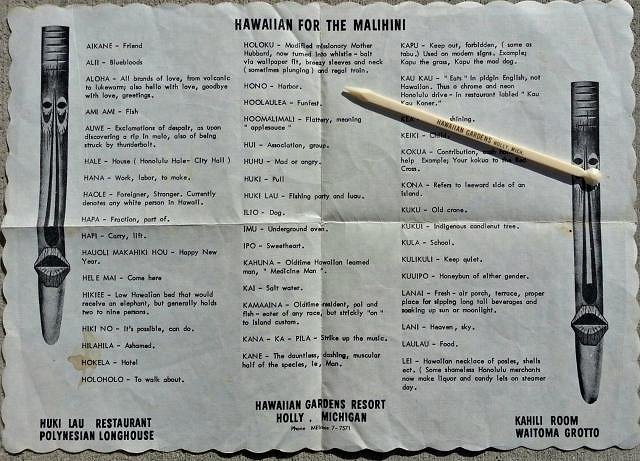 HAWAIIAN FOR THE MALIHINI
AIKANE - Friend
ALII - Bluebloods
ALOHA - All brands of love, from volcanic
to lukewarm; also hello with love, goodbye
with love, greetings.
AMI AMI - Fish
AUWE - Exclamations of despair, as upon
discovering a rip in malo, also of being
struck by thunderbolt.
HALE - House ( Honolulu Hale- City Hall )
HANA - Work, labor, to make.
HAOLE - Foreigner, Stranger. Currently
denotes any white person in Hawaii.
HAPA - Fraction, part of.
HAPI - Carry, lift.
HAUOLI MAKAHIKI HOU - Happy New
Year.
HELE MAI - Come here
HIKIEE - Low Hawaiian bed that would
receive an elephant, but generally holds
two to nine persons.
HIKI NO - It's possible, can do.
HILAHILA - Ashamed.
HOKELA - Hotel
HOLOHOLO - To walk about.
HUKI LAU RESTAURANT
POLYNESIAN LONGHOUSE
HOLOKU - Modified missionary Mother
Hubbard, now turned into whistle - bait
via wallpaper fit, breezy sleeves and neck
( sometimes plunging ) and regal train.
HONO - Harbor.
HOOLAULEA - Funfest.
HOOMALIMALI - Flattery, meaning
" applesauce "
HUI - Association, group.
HUHU - Mad or angry.
HUKI - Pull
HUKI LAU - Fishing party and luau.
ILIO - Dog.
IMU - Underground oven.
IPO - Sweetheart.
KAHUNA - Oldtime Hawaiian learned
man, " Medicine Man ".
KAI - Salt water.
KAMAAINA - Oldtime resident, poi and
fish - eater of any race, but strickly "on"
to Island custom.
KANA - KA - PILA - Strike up the music.
KANE - The dauntless, dashing, muscular
half of the species, ie, Man.
HAWAIIAN GARDENS RESORT
HOLLY , MICHIGAN
Phone MElrose 7-7571
KAPU - Keep out, forbidden, ( same as
tabu.) Used on modern signs. Example;
Kapu the grass, Kapu the mad dog.
KAU KAU - " Eats" in pidgin English, not
Hawaiian. Thus a chrome and neon
Honolulu drive - in restaurant labled " Kau
Kau Koner."
KEA shining.
KEIKI - Child
KOKUA - Contribution,
help Example; Your kokua to the Red
Cross.
KONA - Refers to leeward side of an
Island.
KUKU - Old crone.
KUKUI - Indigenous candlenut tree.
KULA - School.
KULIKULI - Keep quiet.
KUUIPO - Honeybun of either gender.
LANAI - Fresh - air porch, terrace, proper
place for sipping long tall beverages and
soaking up sun or moonlight.
LANI - Heaven, sky.
LAULAU - Food.
LEI - Hawaiian necklace of posies, shells
ect. ( Some shameless Honolulu merchants
now make liquor and candy leis on steamer
day.
KAHILI ROOM
WAITOMA GROTTO
HAWAIIAN GARDENS HOLLY, MICH.